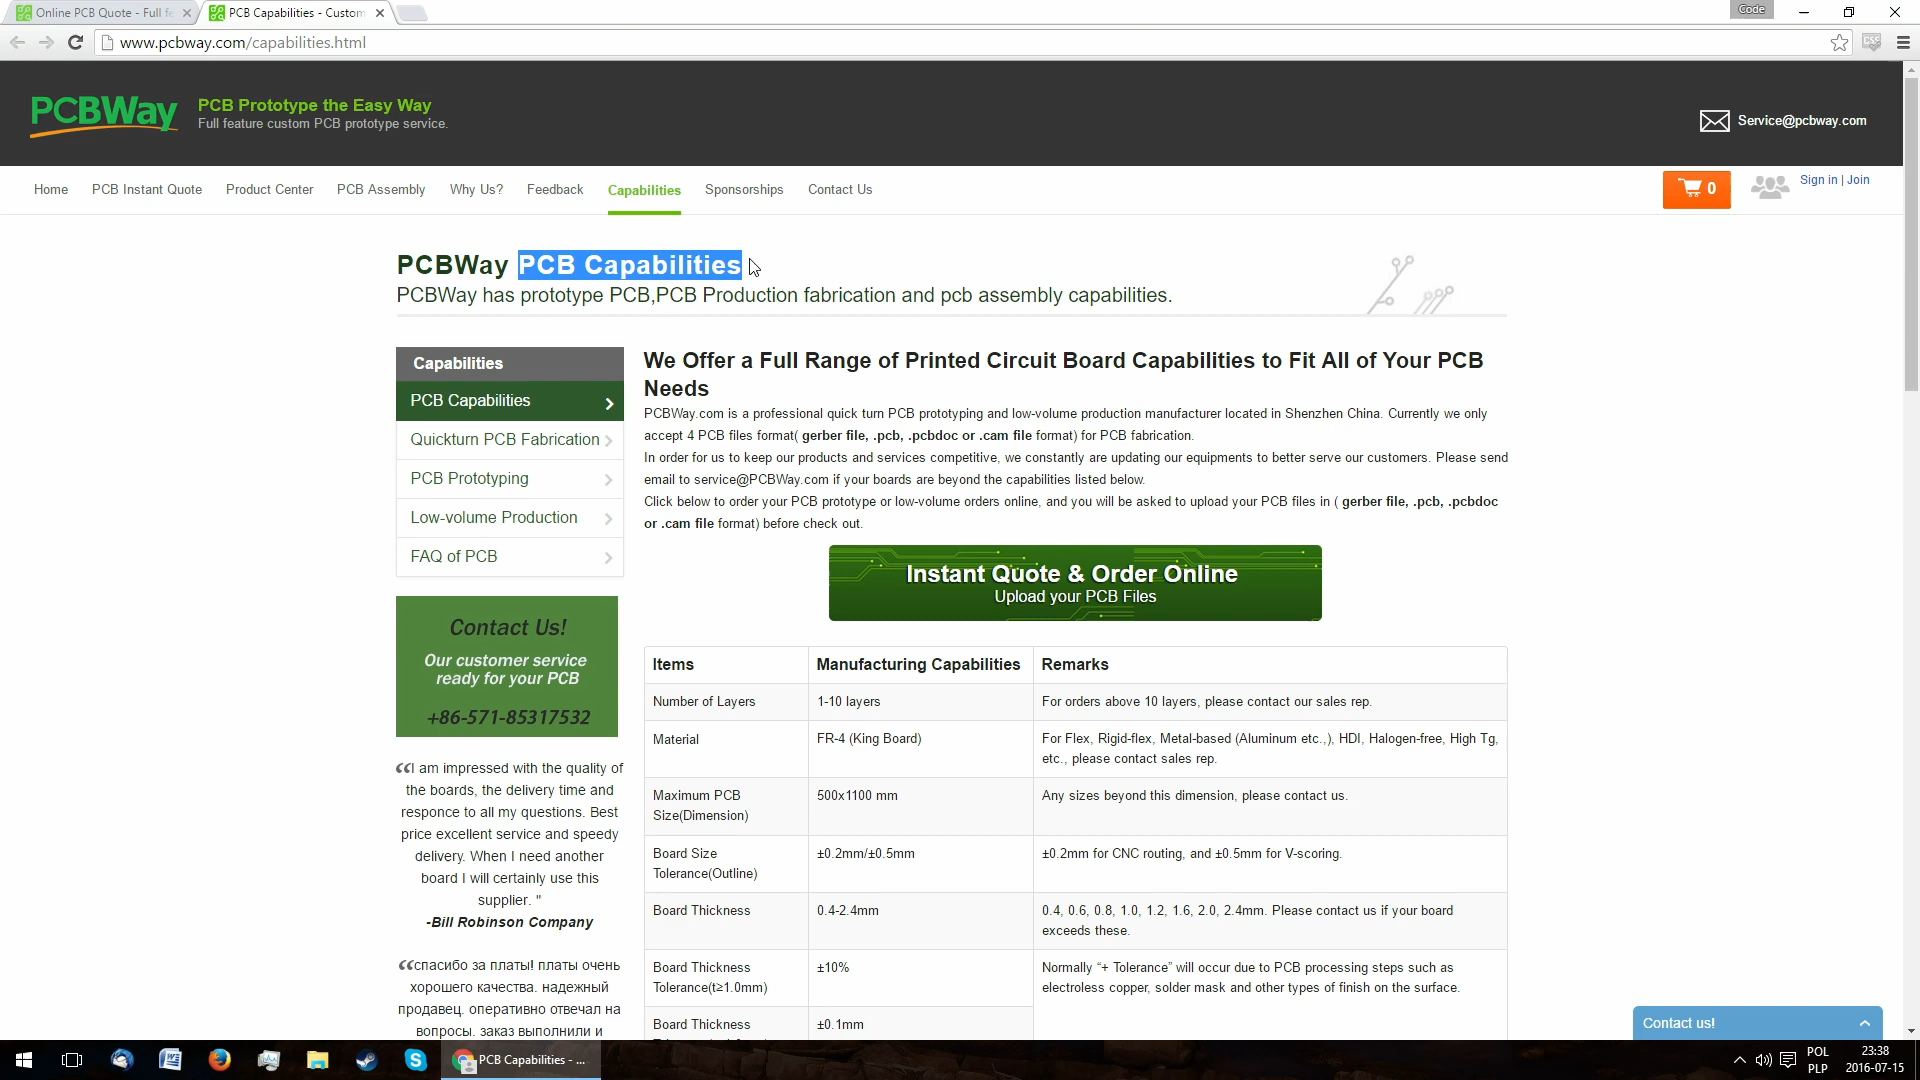 Online PCB Quote - Full fe
PCB Capabilities - Custom
Code
www.pcbway.com/capabilities.html
PCBWay
PCB Prototype the Easy Way
Full feature custom PCB prototype service.
Service@pcbway.com
Home
PCB Instant Quote
Product Center
PCB Assembly
Why Us?
Feedback
Capabilities
Sponsorships
Contact Us
0
Sign in | Join
PCBWay PCB Capabilities
PCBWay has prototype PCB,PCB Production fabrication and pcb assembly capabilities.
Capabilities
PCB Capabilities
Quickturn PCB Fabrication
PCB Prototyping
Low-volume Production
FAQ of PCB
Contact Us!
Our customer service
ready for your PCB
+86-571-85317532
“I am impressed with the quality of
the boards, the delivery time and
responce to all my questions. Best
price excellent service and speedy
delivery. When I need another
board I will certainly use this
supplier. "
-Bill Robinson Company
“спасибо за платы! платы очень
хорошего качества. надежный
продавец. оперативно отвечал на
вопросы. заказ выполнили и
We Offer a Full Range of Printed Circuit Board Capabilities to Fit All of Your PCB
Needs
PCBWay.com is a professional quick turn PCB prototyping and low-volume production manufacturer located in Shenzhen China. Currently we only
accept 4 PCB files format( gerber file, .pcb, .pcbdoc or .cam file format) for PCB fabrication.
In order for us to keep our products and services competitive, we constantly are updating our equipments to better serve our customers. Please send
email to service@PCBWay.com if your boards are beyond the capabilities listed below.
Click below to order your PCB prototype or low-volume orders online, and you will be asked to upload your PCB files in ( gerber file, .pcb, .pcbdoc
or .cam file format) before check out.
Instant Quote & Order Online
Upload your PCB Files
Items
Manufacturing Capabilities
Remarks
Number of Layers
1-10 layers
For orders above 10 layers, please contact our sales rep.
Material
FR-4 (King Board)
For Flex, Rigid-flex, Metal-based (Aluminum etc.,), HDI, Halogen-free, High Tg,
etc., please contact sales rep.
Maximum PCB
Size(Dimension)
500x1100 mm
Any sizes beyond this dimension, please contact us.
Board Size
Tolerance(Outline)
±0.2mm/±0.5mm
±0.2mm for CNC routing, and ±0.5mm for V-scoring.
Board Thickness
0.4-2.4mm
0.4, 0.6, 0.8, 1.0, 1.2, 1.6, 2.0, 2.4mm. Please contact us if your board
exceeds these.
Board Thickness
Tolerance(t≥1.0mm)
±10%
Normally “+ Tolerance” will occur due to PCB processing steps such as
electroless copper, solder mask and other types of finish on the surface.
Board Thickness
±0.1mm
Contact us!
PCB Capabilities - ...
POL
PLP
23:38
2016-07-15